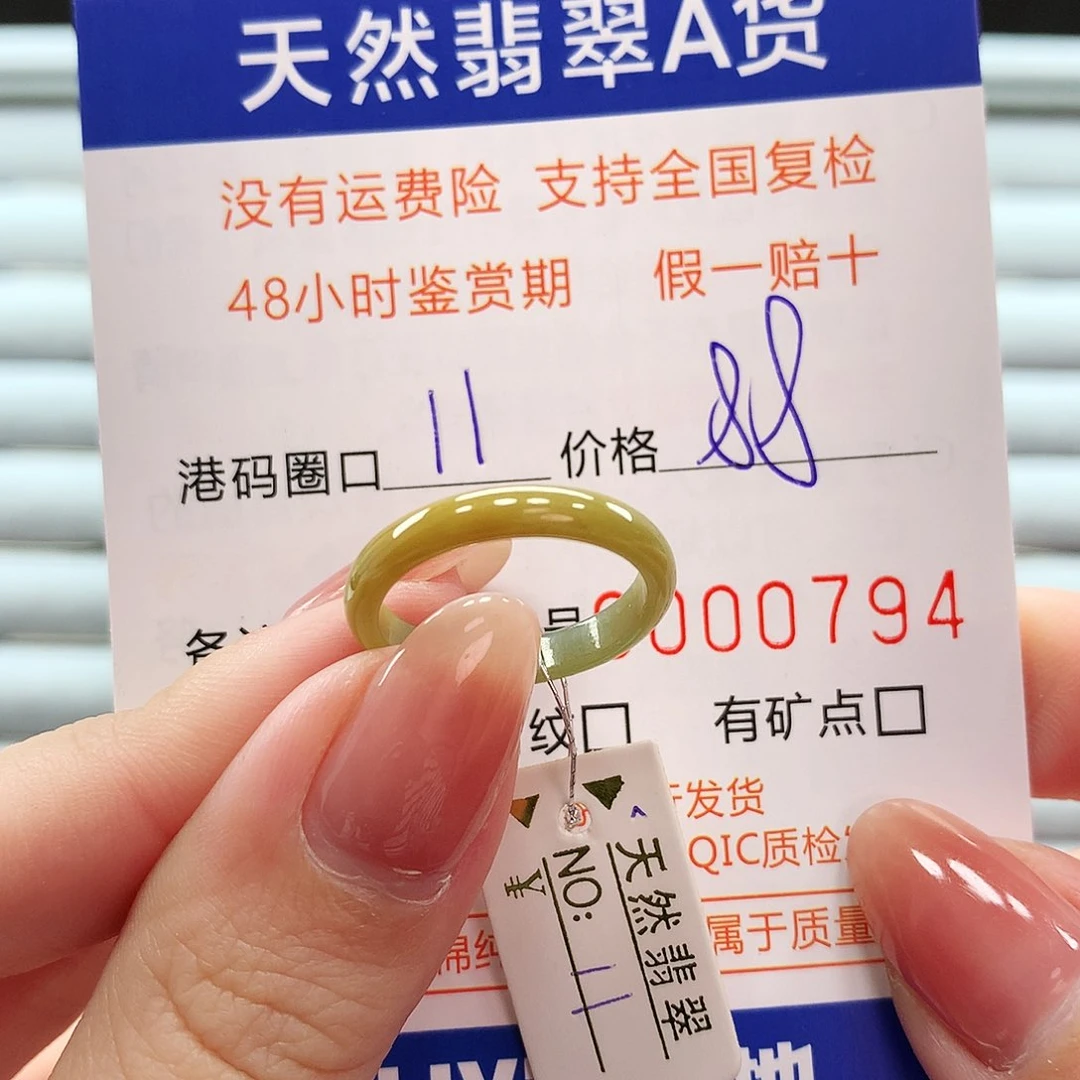 天然翡翠A货
没有运费险 支持全国复检
48小时鉴赏期 假一赔十
港码圈口 11 价格 88
号 0000794
纹□ 有矿点□
发货
QIC质检
属于质量
天然翡翠
NO: 11
¥